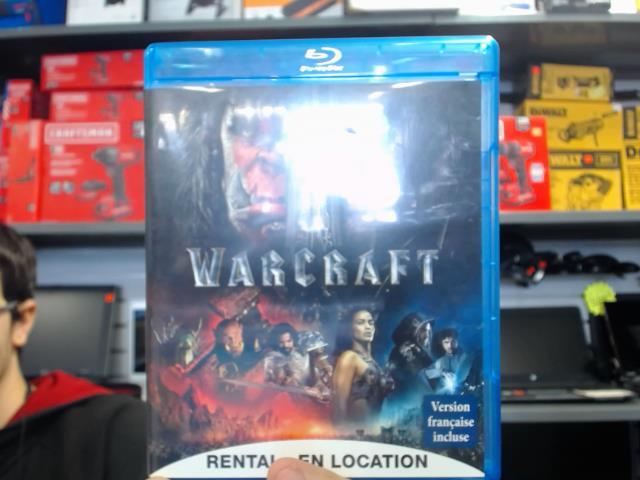 Blu-ray Disc
WARCRAFT
Version
française
incluse
RENTAL EN LOCATION
CRAFTSMAN
DEWALT